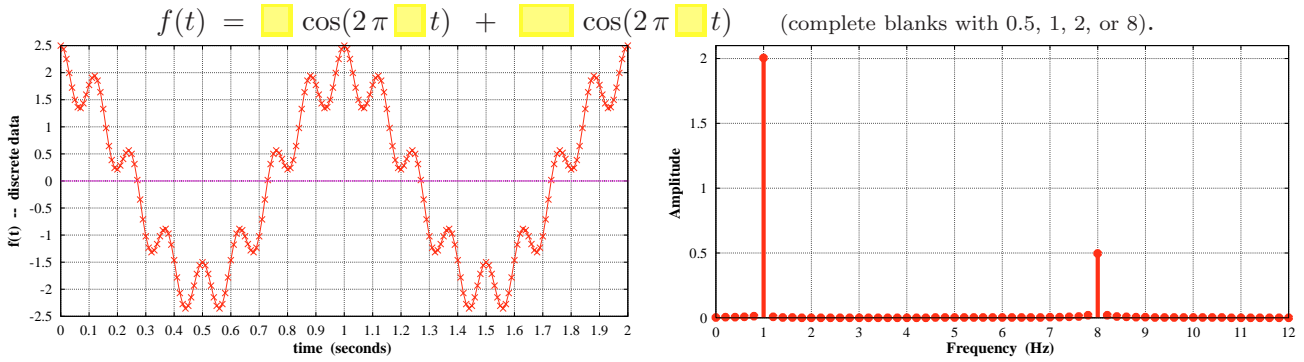 f(t) = cos(2 π t) + cos(2 π t) (complete blanks with 0.5, 1, 2, or 8).
f(t) -- discrete data
2.5
2
1.5
1
0.5
0
-0.5
-1
-1.5
-2
-2.5
0 0.1 0.2 0.3 0.4 0.5 0.6 0.7 0.8 0.9 1 1.1 1.2 1.3 1.4 1.5 1.6 1.7 1.8 1.9 2
time (seconds)
Amplitude
2
1.5
1
0.5
0
0 1 2 3 4 5 6 7 8 9 10 11 12
Frequency (Hz)